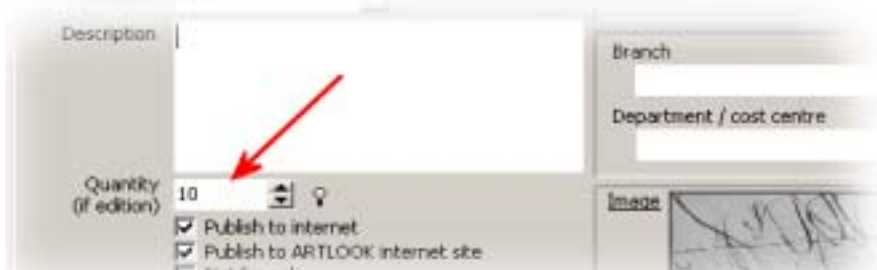 Description
Branch
Department / cost centre
Quantity
(if edition)
10
Publish to internet
Publish to ARTLOOK internet site
Image